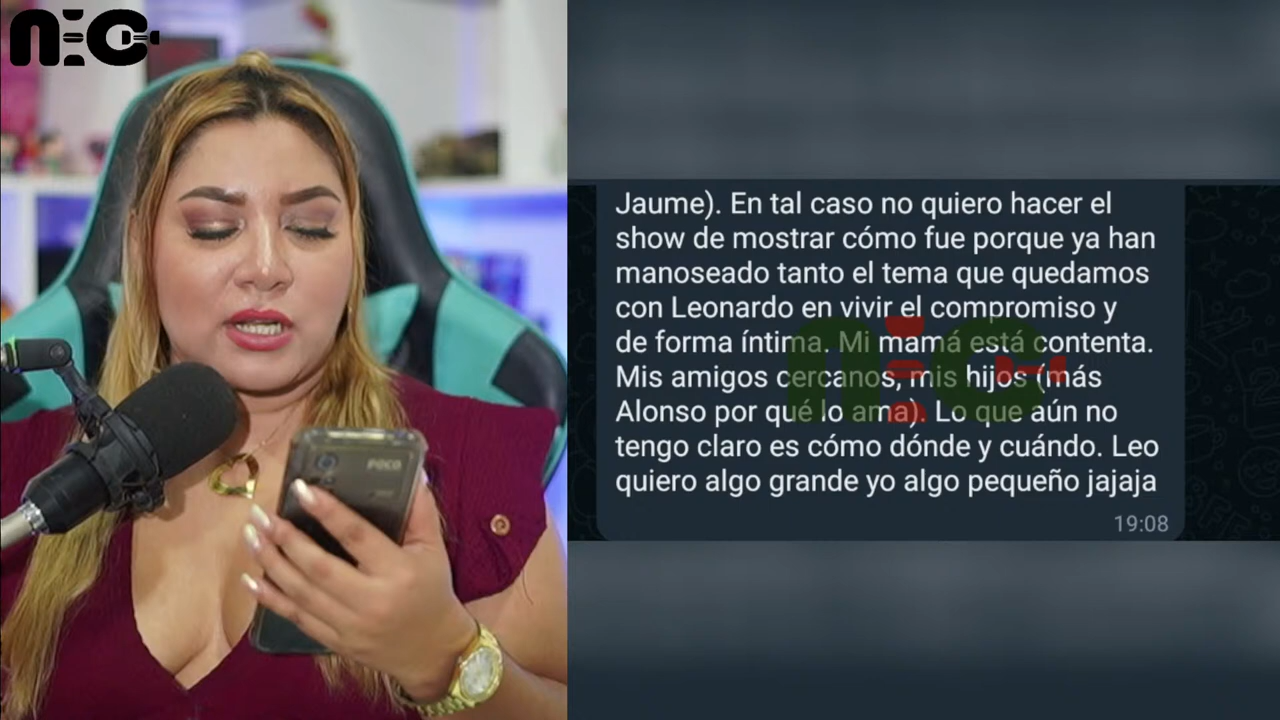 NEC
POCO
Jaume). En tal caso no quiero hacer el
show de mostrar cómo fue porque ya han
manoseado tanto el tema que quedamos
con Leonardo en vivir el compromiso y
de forma íntima. Mi mamá está contenta.
Mis amigos cercanos, mis hijos (más
Alonso por qué lo ama). Lo que aún no
tengo claro es cómo dónde y cuándo. Leo
quiero algo grande yo algo pequeño jajaja
19:08